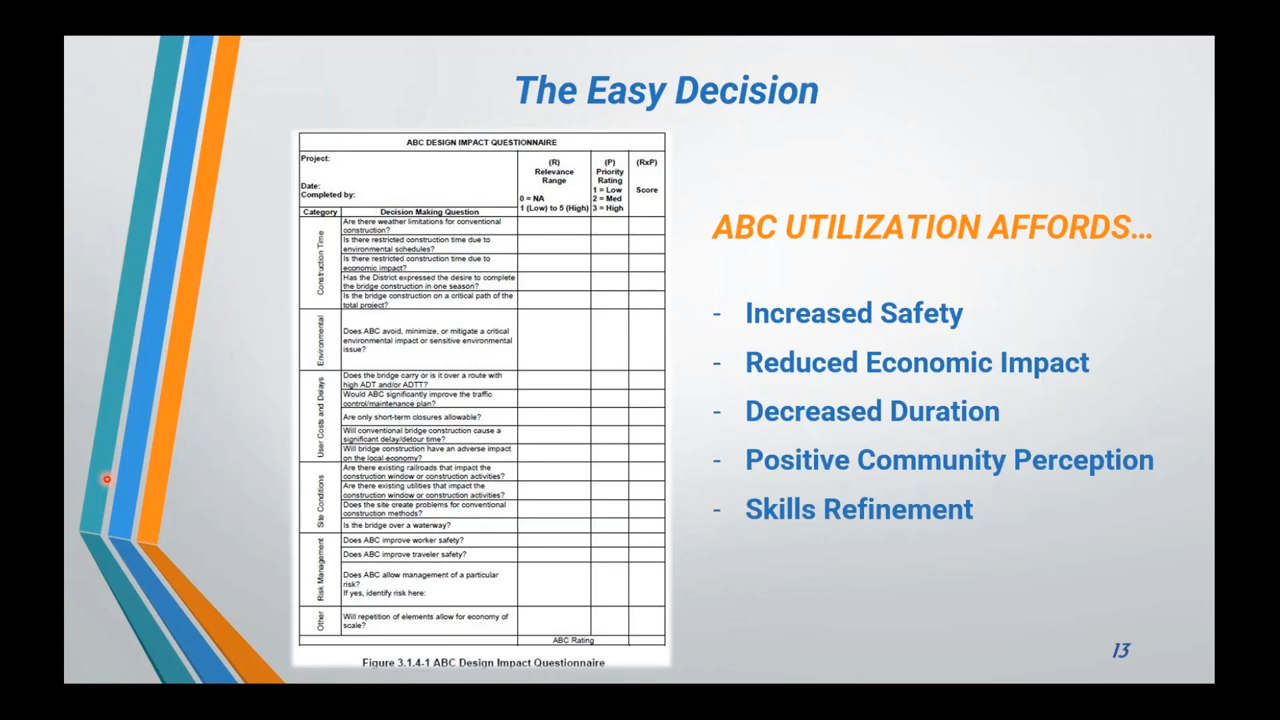 The Easy Decision
ABC DESIGN IMPACT QUESTIONNAIRE
Project:
Date:
Completed by:
(R)
Relevance
Range
0 = NA
1 (Low) to 5 (High)
(P)
Priority
Rating
1 = Low
2 = Med
3 = High
(RxP)
Score
Category
Decision Making Question
Construction Time
Are there weather limitations for conventional
construction?
Is there restricted construction time due to
environmental schedules?
Is there restricted construction time due to
economic impact?
Has the District expressed the desire to complete
the bridge construction in one season?
Is the bridge construction on a critical path of the
total project?
Environmental
Does ABC avoid, minimize, or mitigate a critical
environmental impact or sensitive environmental
issue?
User Costs and Delays
Does the bridge carry or is it over a route with
high ADT and/or ADTT?
Would ABC significantly improve the traffic
control/maintenance plan?
Are only short-term closures allowable?
Will conventional bridge construction cause a
significant delay/detour time?
Will bridge construction have an adverse impact
on the local economy?
Site Conditions
Are there existing railroads that impact the
construction window or construction activities?
Are there existing utilities that impact the
construction window or construction activities?
Does the site create problems for conventional
construction methods?
Is the bridge over a waterway?
Risk Management
Does ABC improve worker safety?
Does ABC improve traveler safety?
Does ABC allow management of a particular
risk?
If yes, identify risk here:
Other
Will repetition of elements allow for economy of
scale?
ABC Rating
Figure 3.1.4-1 ABC Design Impact Questionnaire
ABC UTILIZATION AFFORDS...
- Increased Safety
- Reduced Economic Impact
- Decreased Duration
- Positive Community Perception
- Skills Refinement
13